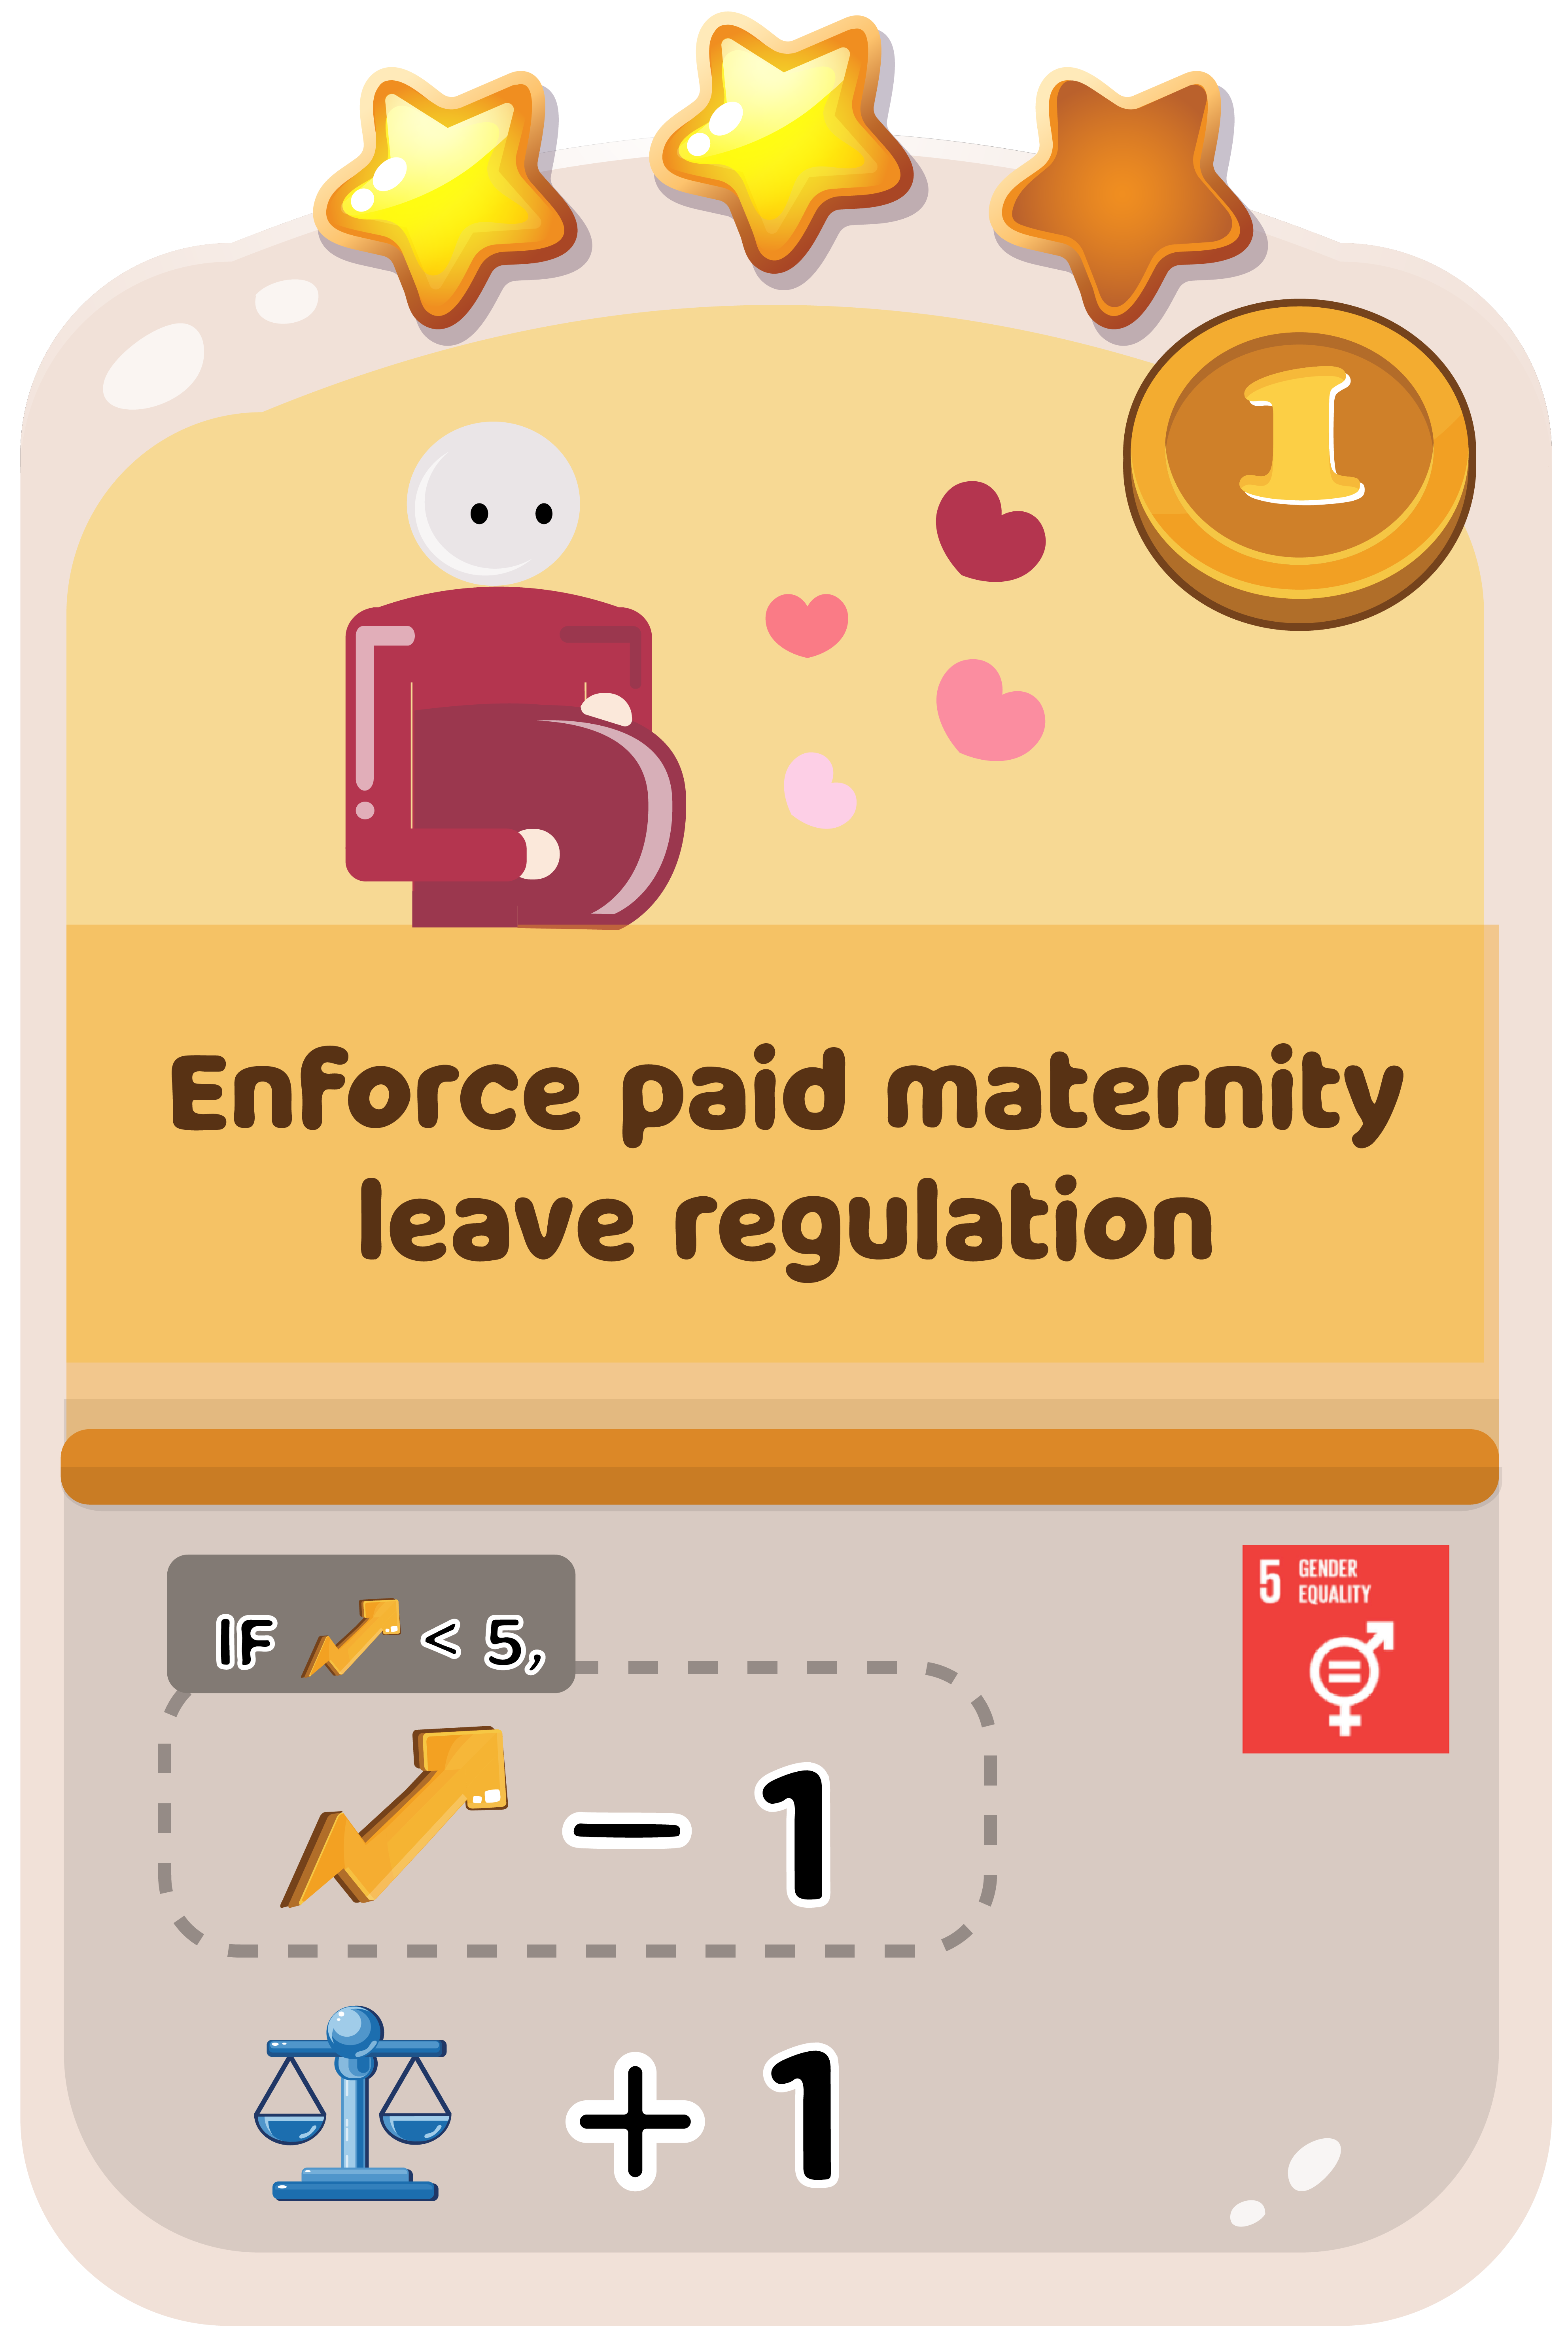 1
Enforce paid maternity
leave regulation
IF < 5,
5 GENDER
EQUALITY
− 1
+ 1